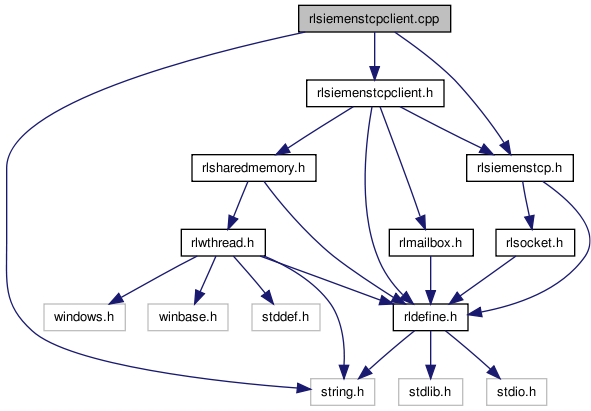 rlsiemenstcpclient.cpp
rlsiemenstcpclient.h
rlsharedmemory.h
rlsiemenstcp.h
rlwthread.h
rlmailbox.h
rlsocket.h
windows.h
winbase.h
stddef.h
rldefine.h
string.h
stdlib.h
stdio.h